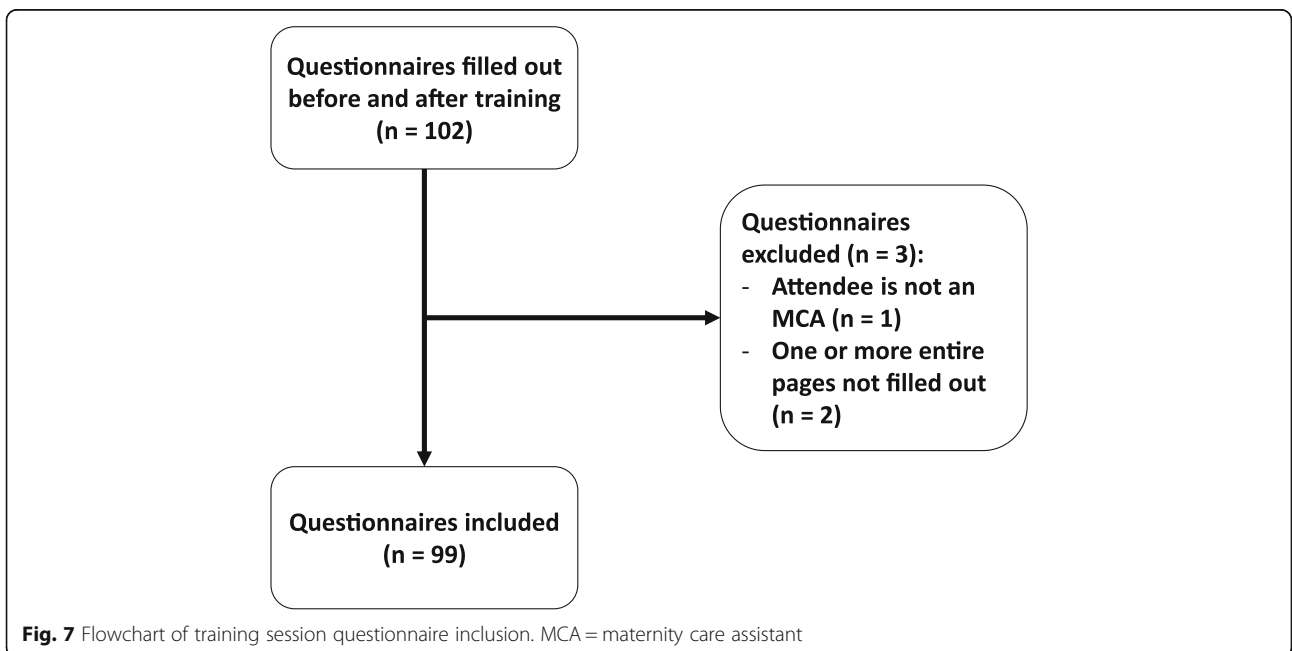 Questionnaires filled out
before and after training
(n = 102)
Questionnaires
excluded (n = 3):
- Attendee is not an
MCA (n = 1)
- One or more entire
pages not filled out
(n = 2)
Questionnaires included
(n = 99)
Fig. 7 Flowchart of training session questionnaire inclusion. MCA = maternity care assistant